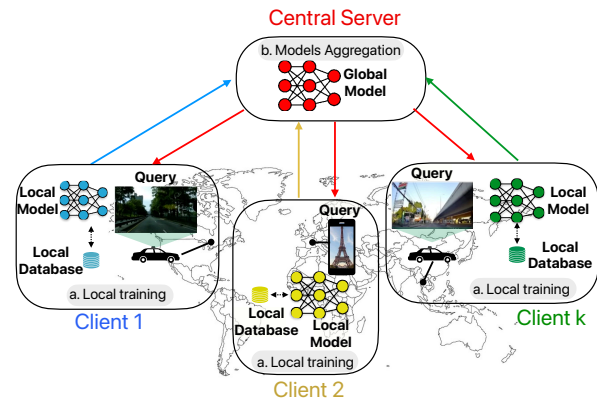 Central Server
b. Models Aggregation
Global
Model
Query
Local
Model
Local
Database
a. Local training
Client 1
Query
Local
Database
Local
Model
a. Local training
Client 2
Query
Local
Model
Local
Database
a. Local training
Client k